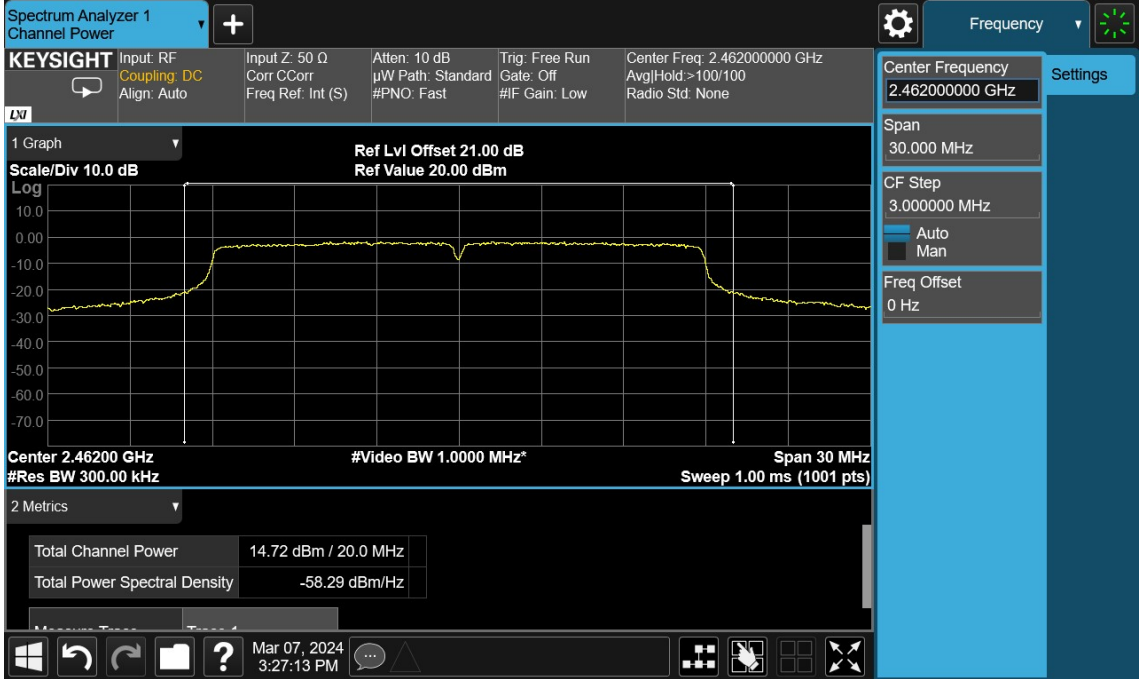 Spectrum Analyzer 1
Channel Power
+
Frequency
KEYSIGHT
LXI
Input: RF
Coupling: DC
Align: Auto
Input Z: 50 Ω
Corr CCorr
Freq Ref: Int (S)
Atten: 10 dB
µW Path: Standard
#PNO: Fast
Trig: Free Run
Gate: Off
#IF Gain: Low
Center Freq: 2.462000000 GHz
Avg|Hold:>100/100
Radio Std: None
Center Frequency
2.462000000 GHz
Settings
Span
30.000 MHz
CF Step
3.000000 MHz
Auto
Man
Freq Offset
0 Hz
1 Graph
Scale/Div 10.0 dB
Ref Lvl Offset 21.00 dB
Ref Value 20.00 dBm
Log
10.0
0.00
-10.0
-20.0
-30.0
-40.0
-50.0
-60.0
-70.0
Center 2.46200 GHz
#Video BW 1.0000 MHz*
Span 30 MHz
#Res BW 300.00 kHz
Sweep 1.00 ms (1001 pts)
2 Metrics
Total Channel Power 14.72 dBm / 20.0 MHz
Total Power Spectral Density -58.29 dBm/Hz
?
Mar 07, 2024
3:27:13 PM